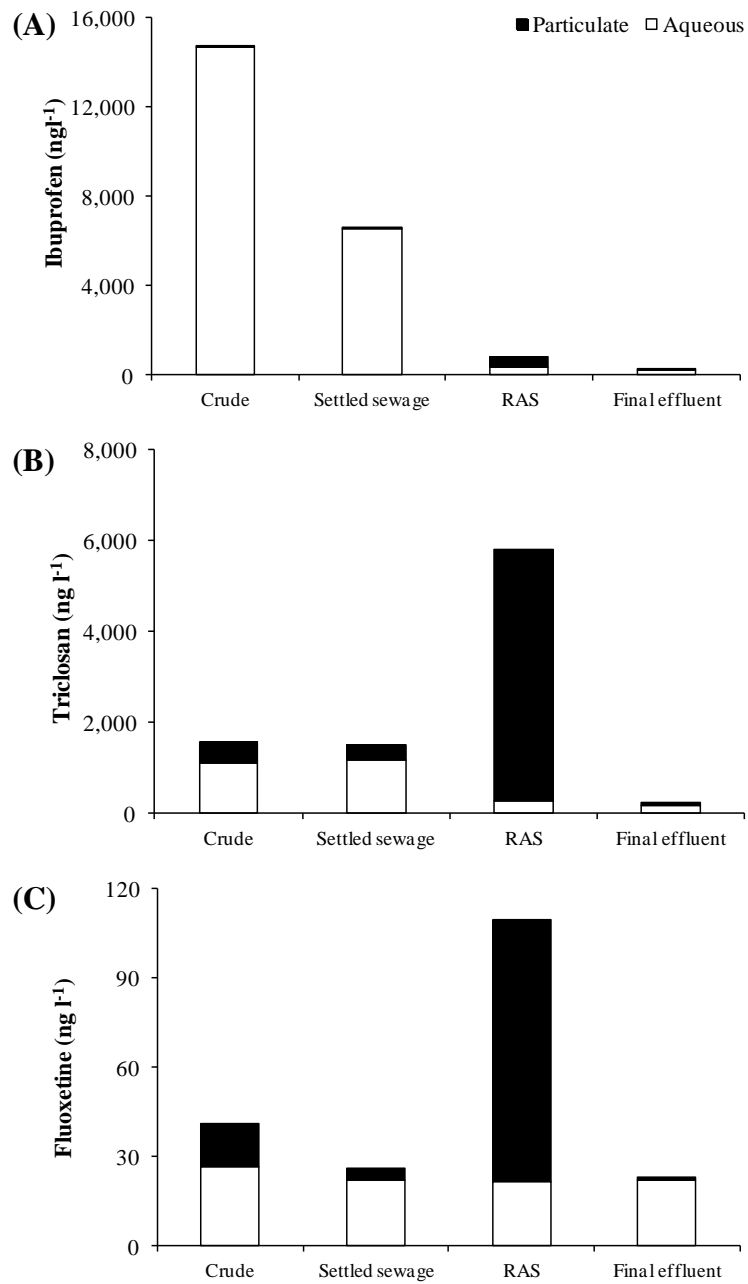 (A)
16,000
Particulate Aqueous
12,000
8,000
4,000
0
Ibuprofen (ngl-1)
Crude Settled sewage RAS Final effluent
(B)
8,000
6,000
4,000
2,000
0
Triclosan (ng l-1)
Crude Settled sewage RAS Final effluent
(C)
120
90
60
30
0
Fluoxetine (ng l-1)
Crude Settled sewage RAS Final effluent